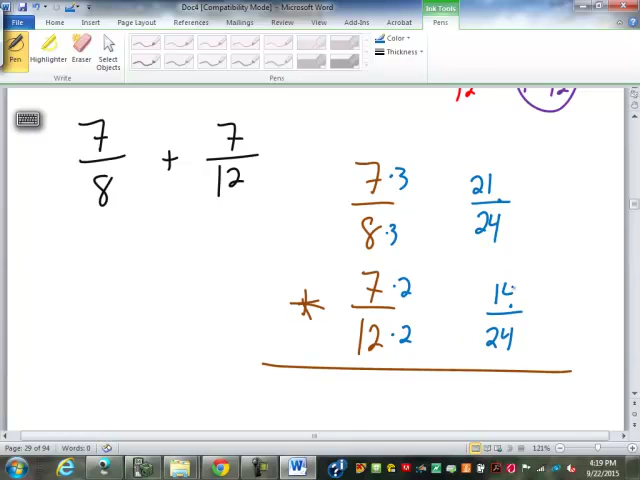 Doc4 [Compatibility Mode] - Microsoft Word
Ink Tools
File Home Insert Page Layout References Mailings Review View Add-Ins Acrobat Pens
Pen Highlighter Eraser Select Objects
Color
Thickness
Write Pens
12 12
7/8 + 7/12
7·3/8·3 21/24
* 7·2/12·2 14/24
Page: 29 of 94 Words: 0 121%
4:19 PM
9/22/2015